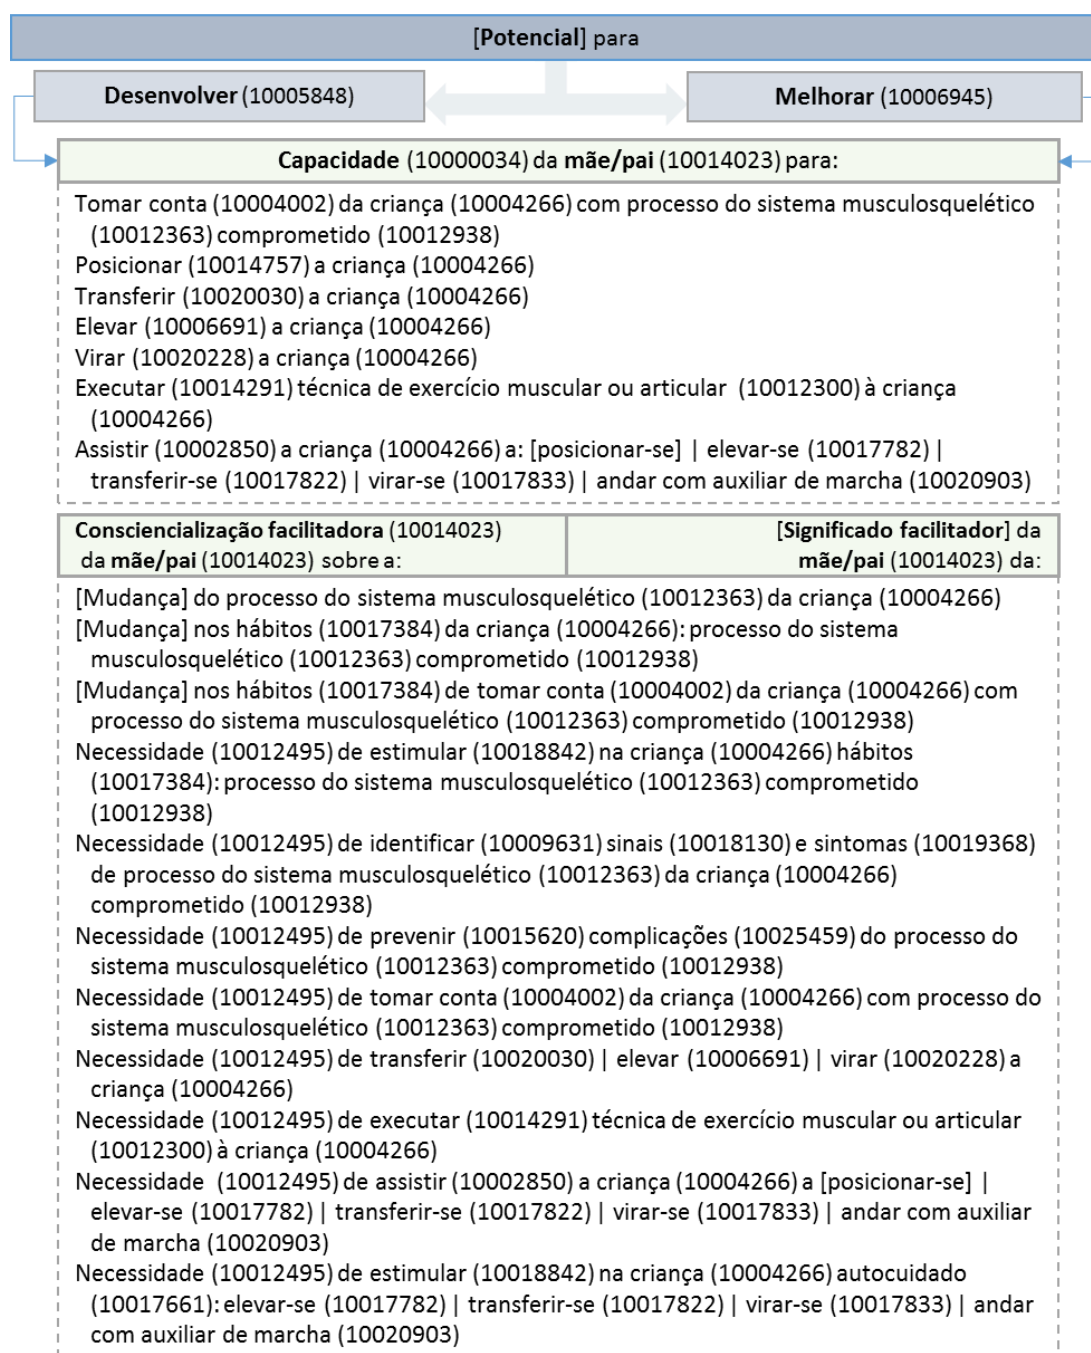 [Potencial] para
Desenvolver (10005848)
Melhorar (10006945)
Capacidade (10000034) da mãe/pai (10014023) para:
Tomar conta (10004002) da criança (10004266) com processo do sistema musculosquelético
(10012363) comprometido (10012938)
Posicionar (10014757) a criança (10004266)
Transferir (10020030) a criança (10004266)
Elevar (10006691) a criança (10004266)
Virar (10020228) a criança (10004266)
Executar (10014291) técnica de exercício muscular ou articular (10012300) à criança
(10004266)
Assistir (10002850) a criança (10004266) a: [posicionar-se] | elevar-se (10017782) |
transferir-se (10017822) | virar-se (10017833) | andar com auxiliar de marcha (10020903)
Consciencialização facilitadora (10014023)
da mãe/pai (10014023) sobre a:
[Significado facilitador] da
mãe/pai (10014023) da:
[Mudança] do processo do sistema musculosquelético (10012363) da criança (10004266)
[Mudança] nos hábitos (10017384) da criança (10004266): processo do sistema
musculosquelético (10012363) comprometido (10012938)
[Mudança] nos hábitos (10017384) de tomar conta (10004002) da criança (10004266) com
processo do sistema musculosquelético (10012363) comprometido (10012938)
Necessidade (10012495) de estimular (10018842) na criança (10004266) hábitos
(10017384): processo do sistema musculosquelético (10012363) comprometido
(10012938)
Necessidade (10012495) de identificar (10009631) sinais (10018130) e sintomas (10019368)
de processo do sistema musculosquelético (10012363) da criança (10004266)
comprometido (10012938)
Necessidade (10012495) de prevenir (10015620) complicações (10025459) do processo do
sistema musculosquelético (10012363) comprometido (10012938)
Necessidade (10012495) de tomar conta (10004002) da criança (10004266) com processo do
sistema musculosquelético (10012363) comprometido (10012938)
Necessidade (10012495) de transferir (10020030) | elevar (10006691) | virar (10020228) a
criança (10004266)
Necessidade (10012495) de executar (10014291) técnica de exercício muscular ou articular
(10012300) à criança (10004266)
Necessidade (10012495) de assistir (10002850) a criança (10004266) a [posicionar-se] |
elevar-se (10017782) | transferir-se (10017822) | virar-se (10017833) | andar com auxiliar
de marcha (10020903)
Necessidade (10012495) de estimular (10018842) na criança (10004266) autocuidado
(10017661): elevar-se (10017782) | transferir-se (10017822) | virar-se (10017833) | andar
com auxiliar de marcha (10020903)